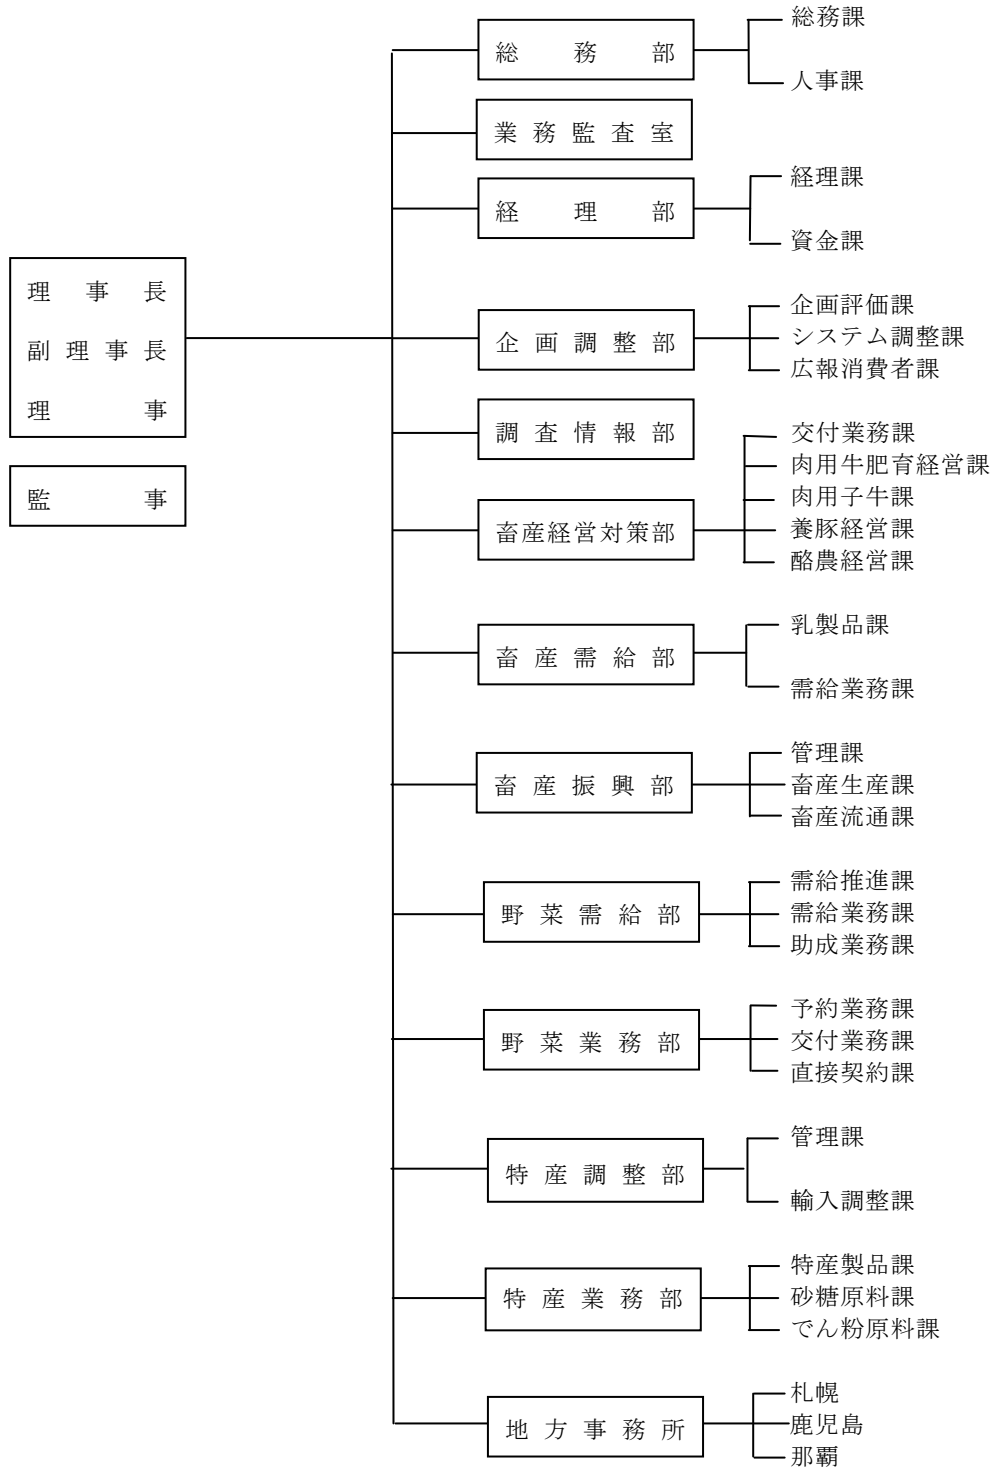 理事長
副理事長
理事
監事
総務部
総務課
人事課
業務監査室
経理部
経理課
資金課
企画調整部
企画評価課
システム調整課
広報消費者課
調査情報部
畜産経営対策部
交付業務課
肉用牛肥育経営課
肉用子牛課
養豚経営課
酪農経営課
畜産需給部
乳製品課
需給業務課
畜産振興部
管理課
畜産生産課
畜産流通課
野菜需給部
需給推進課
需給業務課
助成業務課
野菜業務部
予約業務課
交付業務課
直接契約課
特産調整部
管理課
輸入調整課
特産業務部
特産製品課
砂糖原料課
でん粉原料課
地方事務所
札幌
鹿児島
那覇